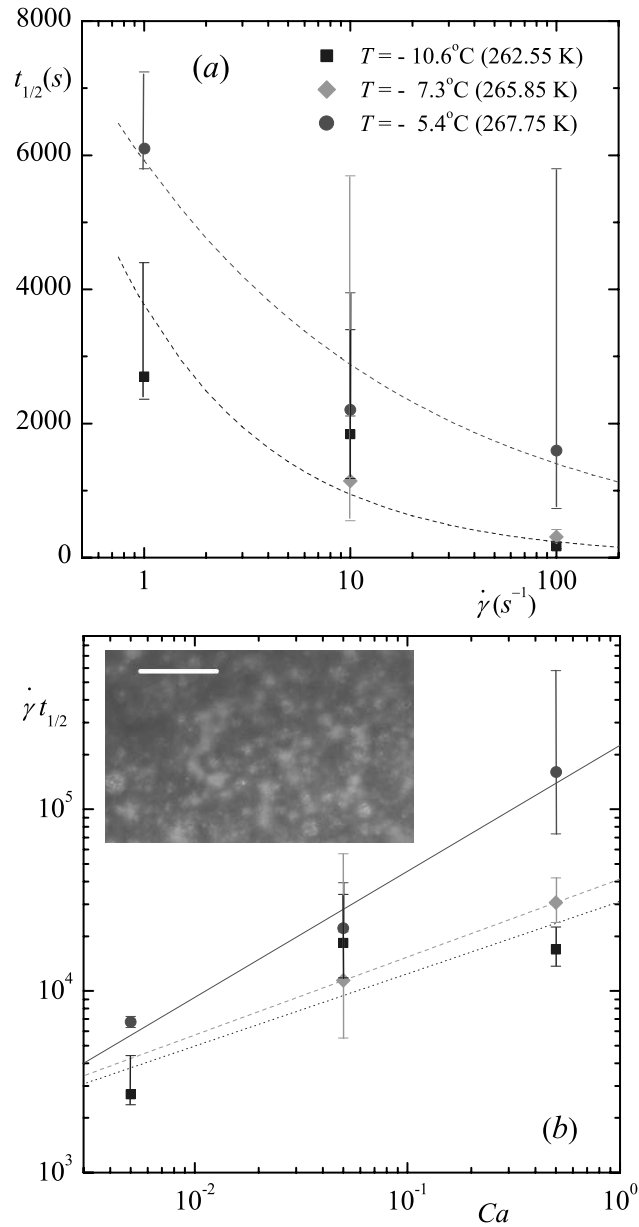 8000
(a)
t1/2(s)
T = - 10.6°C (262.55 K)
T = - 7.3°C (265.85 K)
T = - 5.4°C (267.75 K)
6000
4000
2000
0
1
10
100
γ̇ (s⁻¹)
γ̇ t1/2
10⁵
10⁴
10³
(b)
10⁻²
10⁻¹
10⁰
Ca